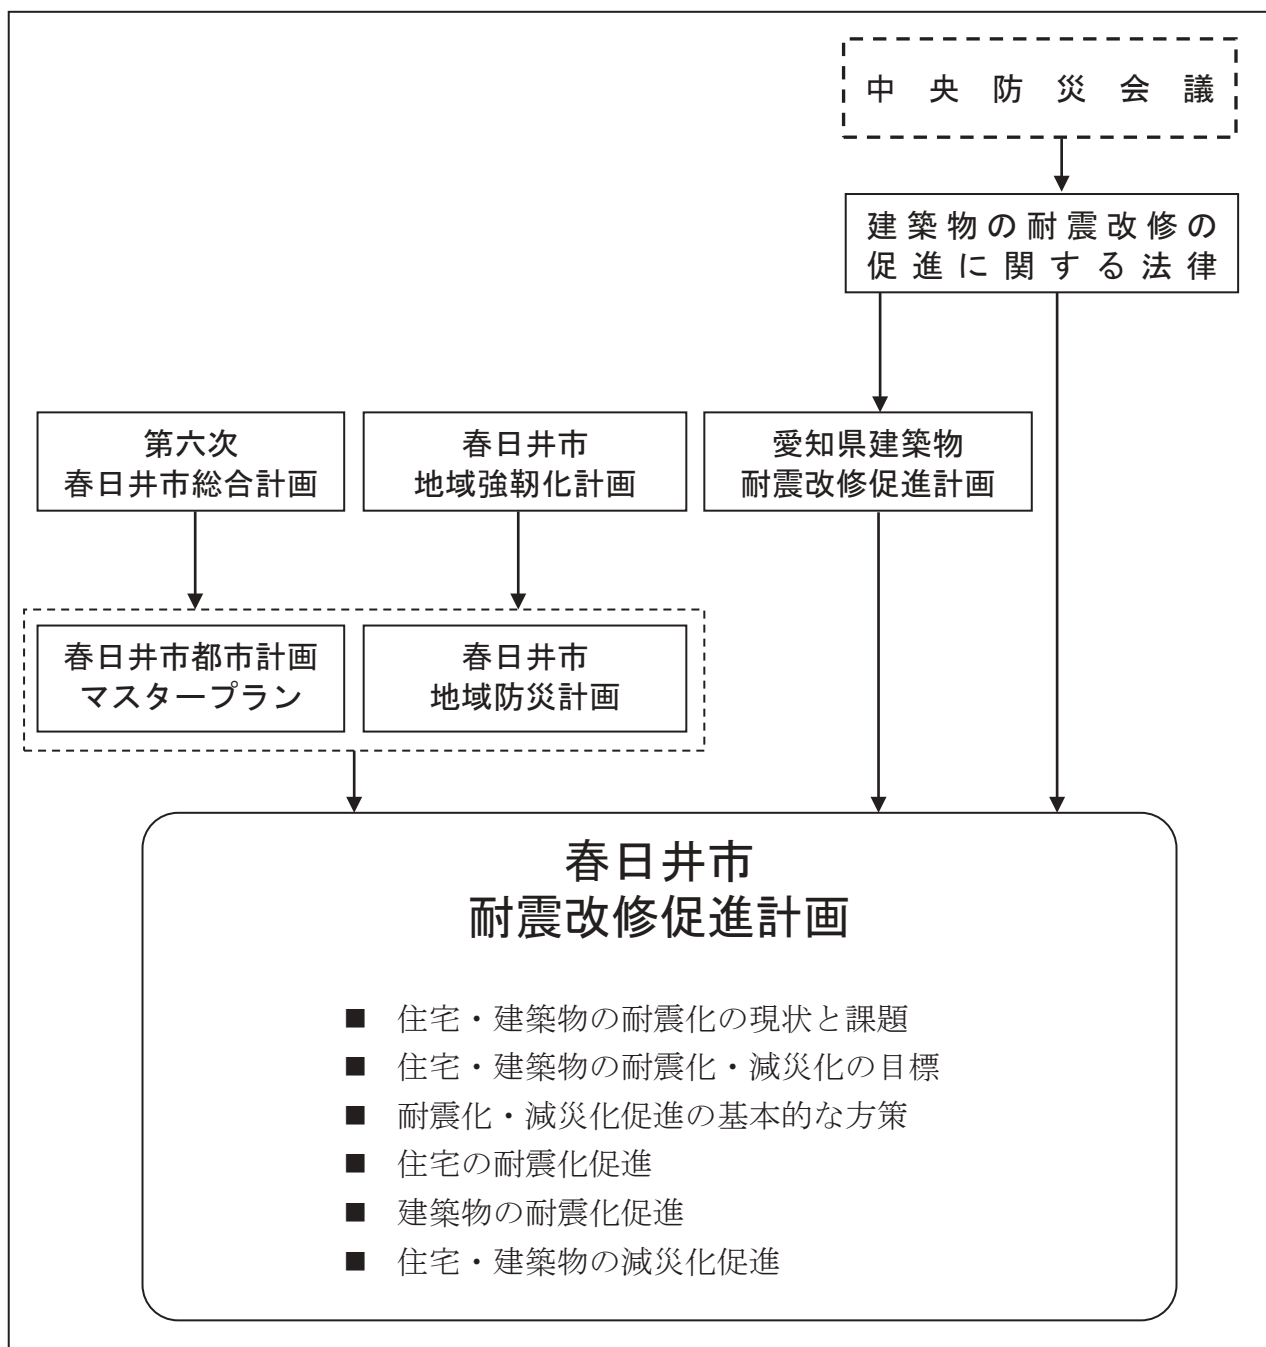 中央防災会議
建築物の耐震改修の
促進に関する法律
第六次
春日井市総合計画
春日井市
地域強靭化計画
愛知県建築物
耐震改修促進計画
春日井市都市計画
マスタープラン
春日井市
地域防災計画
春日井市
耐震改修促進計画
■ 住宅・建築物の耐震化の現状と課題
■ 住宅・建築物の耐震化・減災化の目標
■ 耐震化・減災化促進の基本的な方策
■ 住宅の耐震化促進
■ 建築物の耐震化促進
■ 住宅・建築物の減災化促進